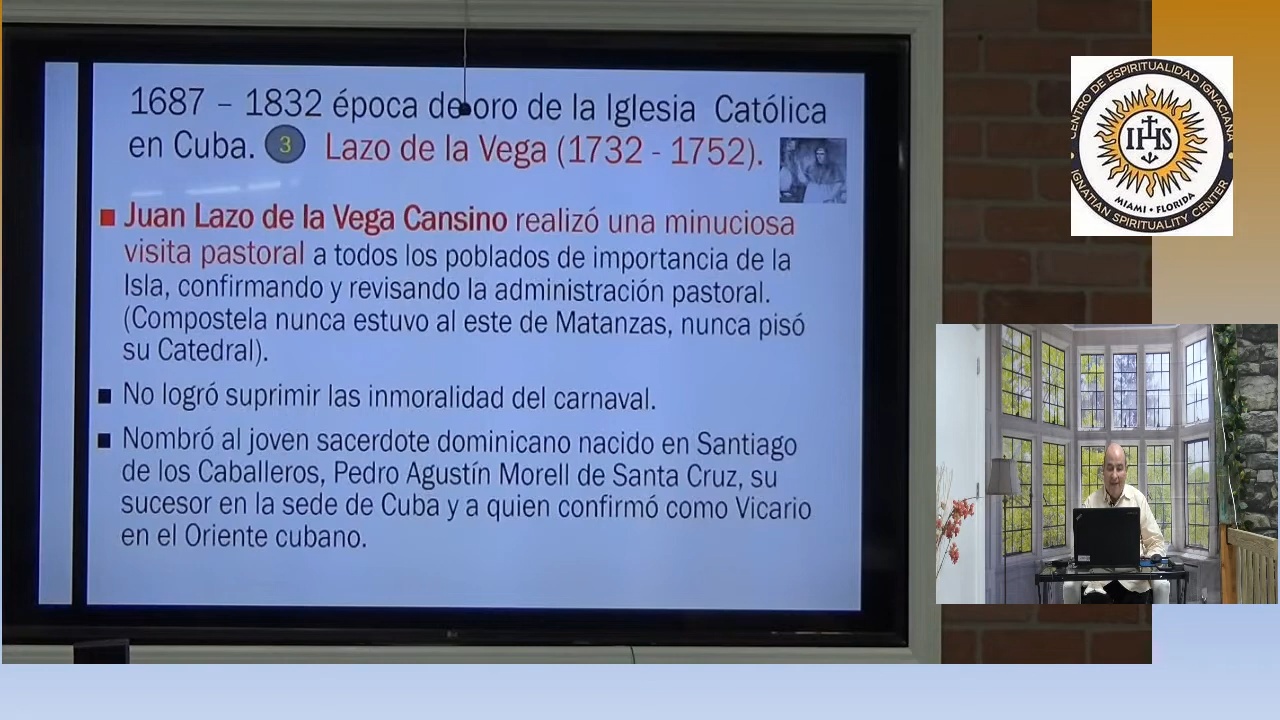 1687 – 1832 época de oro de la Iglesia Católica
en Cuba. 3 Lazo de la Vega (1732 - 1752).
Juan Lazo de la Vega Cansino realizó una minuciosa
visita pastoral a todos los poblados de importancia de la
Isla, confirmando y revisando la administración pastoral.
(Compostela nunca estuvo al este de Matanzas, nunca pisó
su Catedral).
No logró suprimir las inmoralidad del carnaval.
Nombró al joven sacerdote dominicano nacido en Santiago
de los Caballeros, Pedro Agustín Morell de Santa Cruz, su
sucesor en la sede de Cuba y a quien confirmó como Vicario
en el Oriente cubano.
CENTRO DE ESPIRITUALIDAD IGNACIANA
IHS
MIAMI • FLORIDA
IGNATIAN SPIRITUALITY CENTER